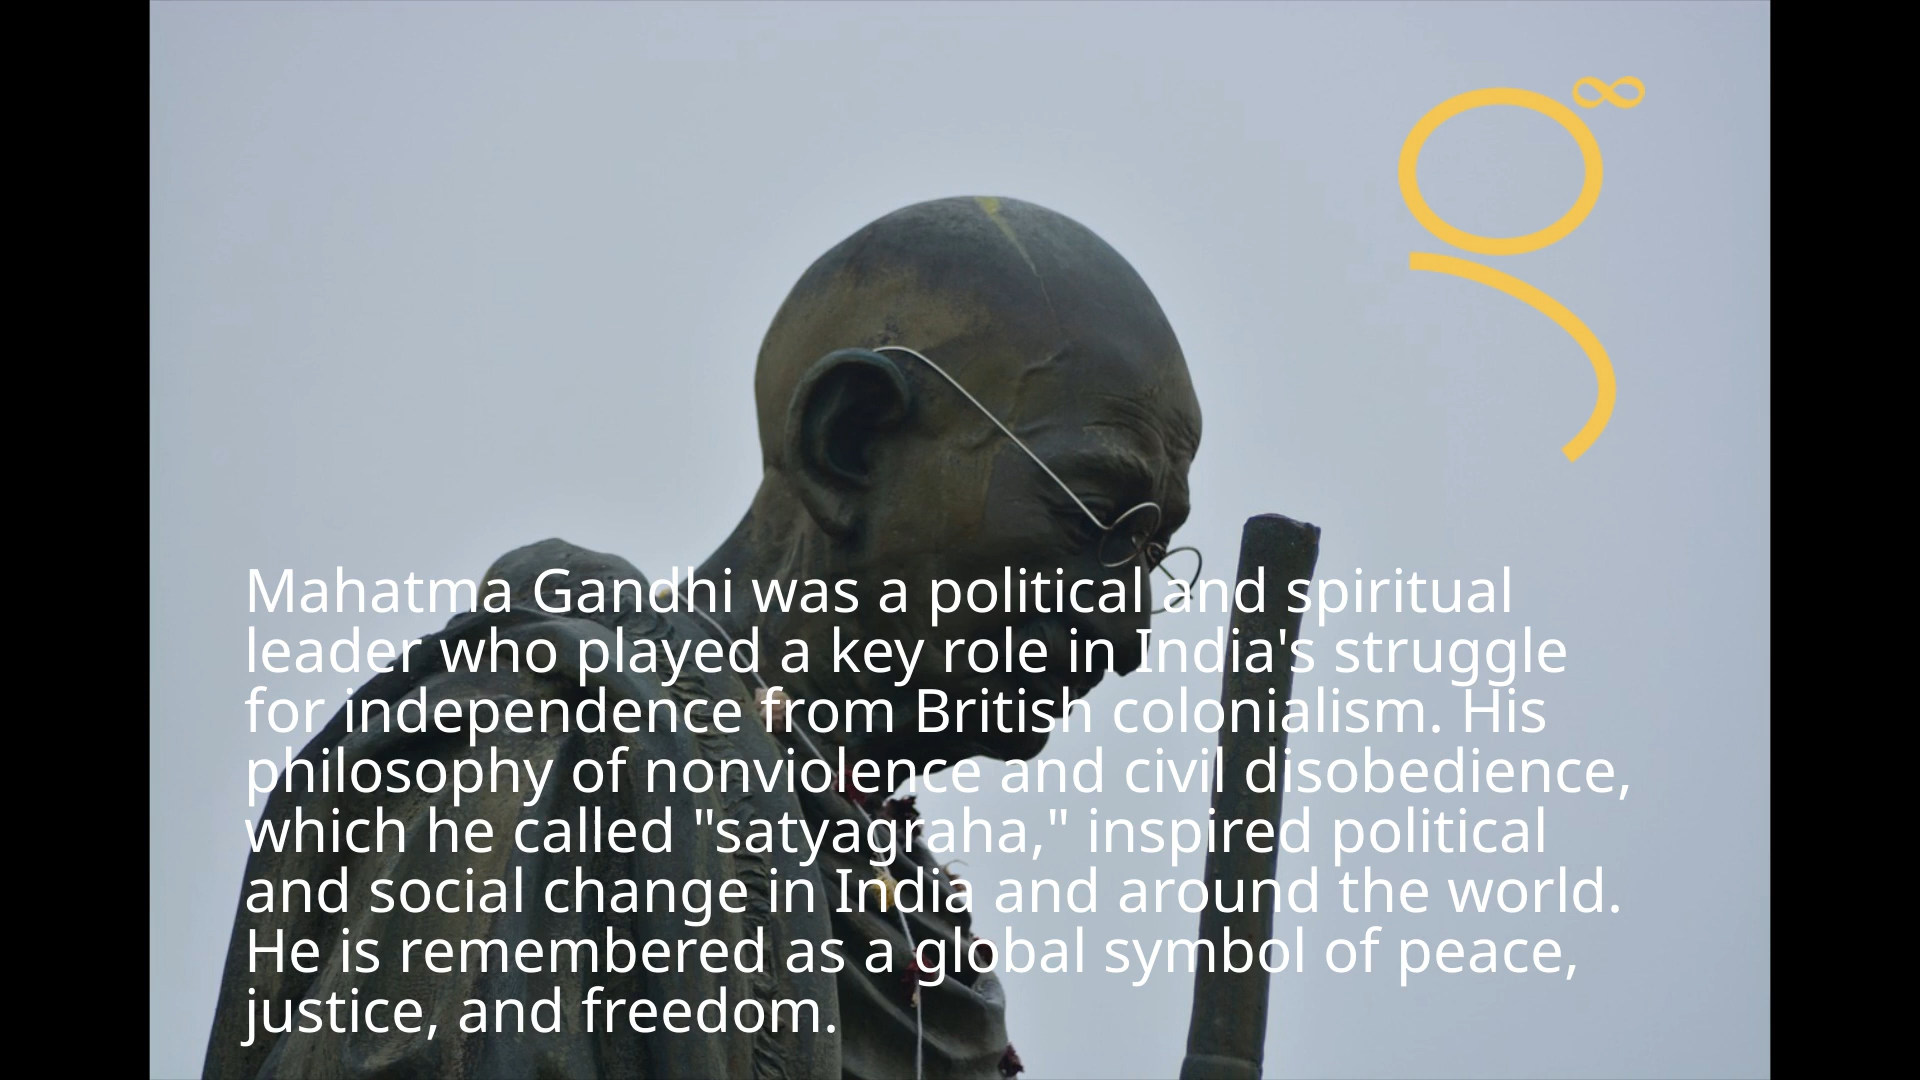 Mahatma Gandhi was a political and spiritual
leader who played a key role in India's struggle
for independence from British colonialism. His
philosophy of nonviolence and civil disobedience,
which he called "satyagraha," inspired political
and social change in India and around the world.
He is remembered as a global symbol of peace,
justice, and freedom.